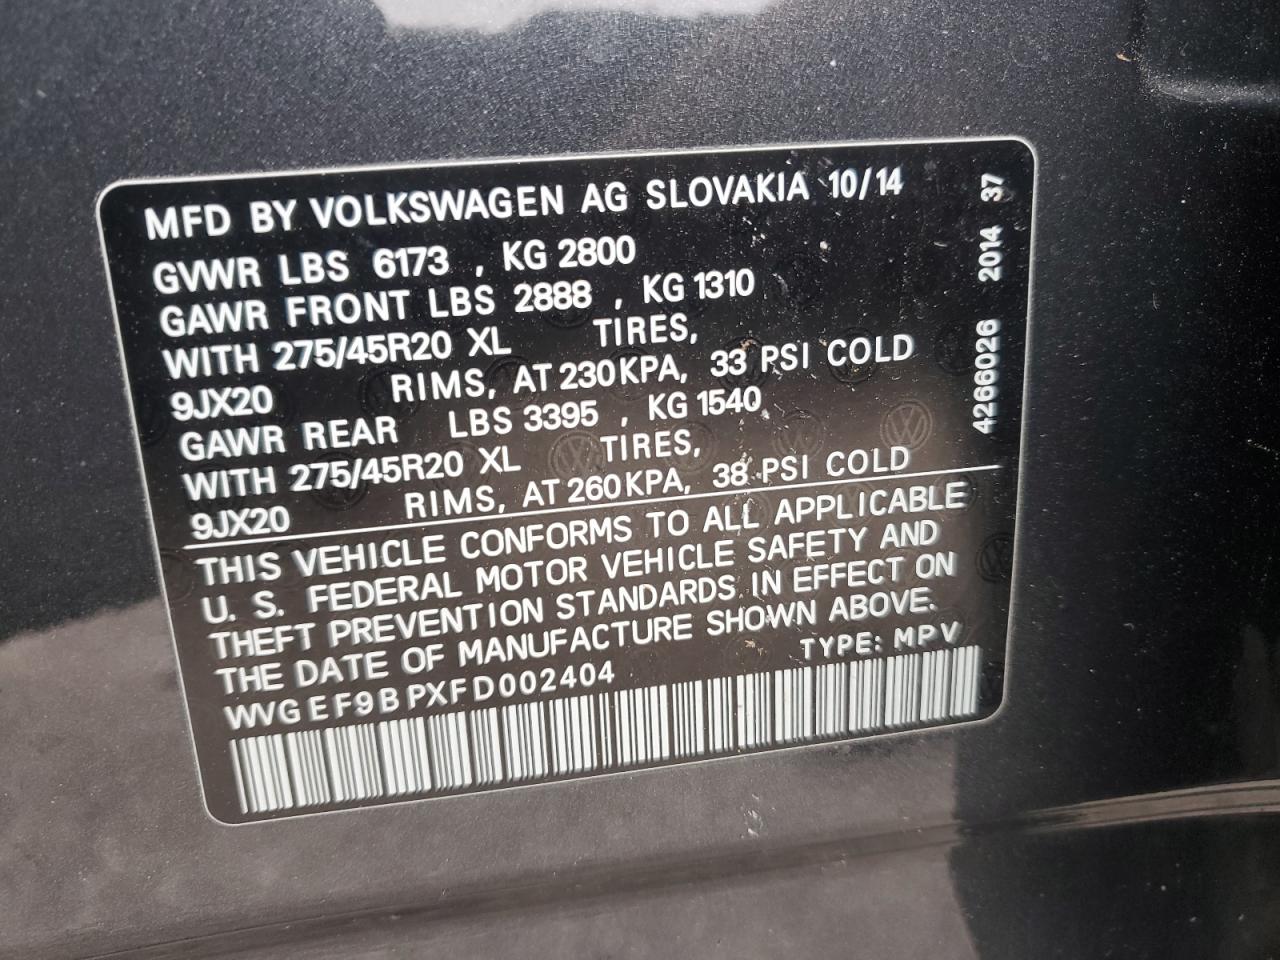 MFD BY VOLKSWAGEN AG SLOVAKIA 10/14
GVWR LBS 6173 , KG 2800
GAWR FRONT LBS 2888 , KG 1310
WITH 275/45R20 XL TIRES,
9JX20 RIMS, AT 230KPA, 33 PSI COLD
GAWR REAR LBS 3395 , KG 1540
WITH 275/45R20 XL TIRES,
9JX20 RIMS, AT 260KPA, 38 PSI COLD
THIS VEHICLE CONFORMS TO ALL APPLICABLE
U. S. FEDERAL MOTOR VEHICLE SAFETY AND
THEFT PREVENTION STANDARDS IN EFFECT ON
THE DATE OF MANUFACTURE SHOWN ABOVE.
WVGEF9BPXFD002404 TYPE: MPV
4266026 2014 37